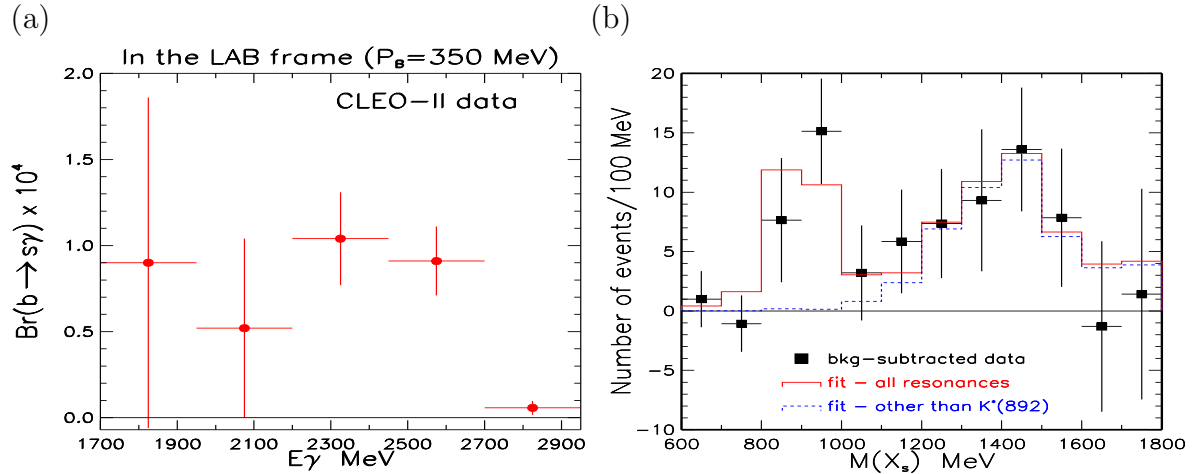 (a)
In the LAB frame (P_B=350 MeV)
CLEO-II data
Br(b→sγ) x 10^4
2.0
1.5
1.0
0.5
0.0
1700 1900 2100 2300 2500 2700 2900
Eγ MeV
(b)
Number of events/100 MeV
20
15
10
5
0
-5
-10
bkg-subtracted data
fit - all resonances
fit - other than K*(892)
600 800 1000 1200 1400 1600 1800
M(X_s) MeV